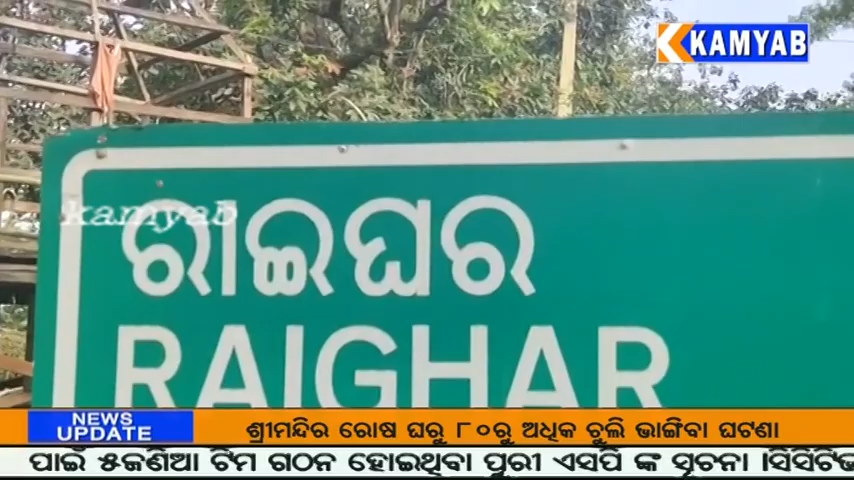 KAMYAB
kamyab
ରାଇଘର
RAIGHAR
NEWS UPDATE
ଶ୍ରୀମନ୍ଦିର ରୋଷ ଘରୁ ୮୦ରୁ ଅଧିକ ଚୁଲି ଭାଙ୍ଗିବା ଘଟଣା
ପାଇଁ ୫ଜଣିଆ ଟିମ ଗଠନ ହୋଇଥିବା ପୁରୀ ଏସପି ଙ୍କ ସୂଚନା